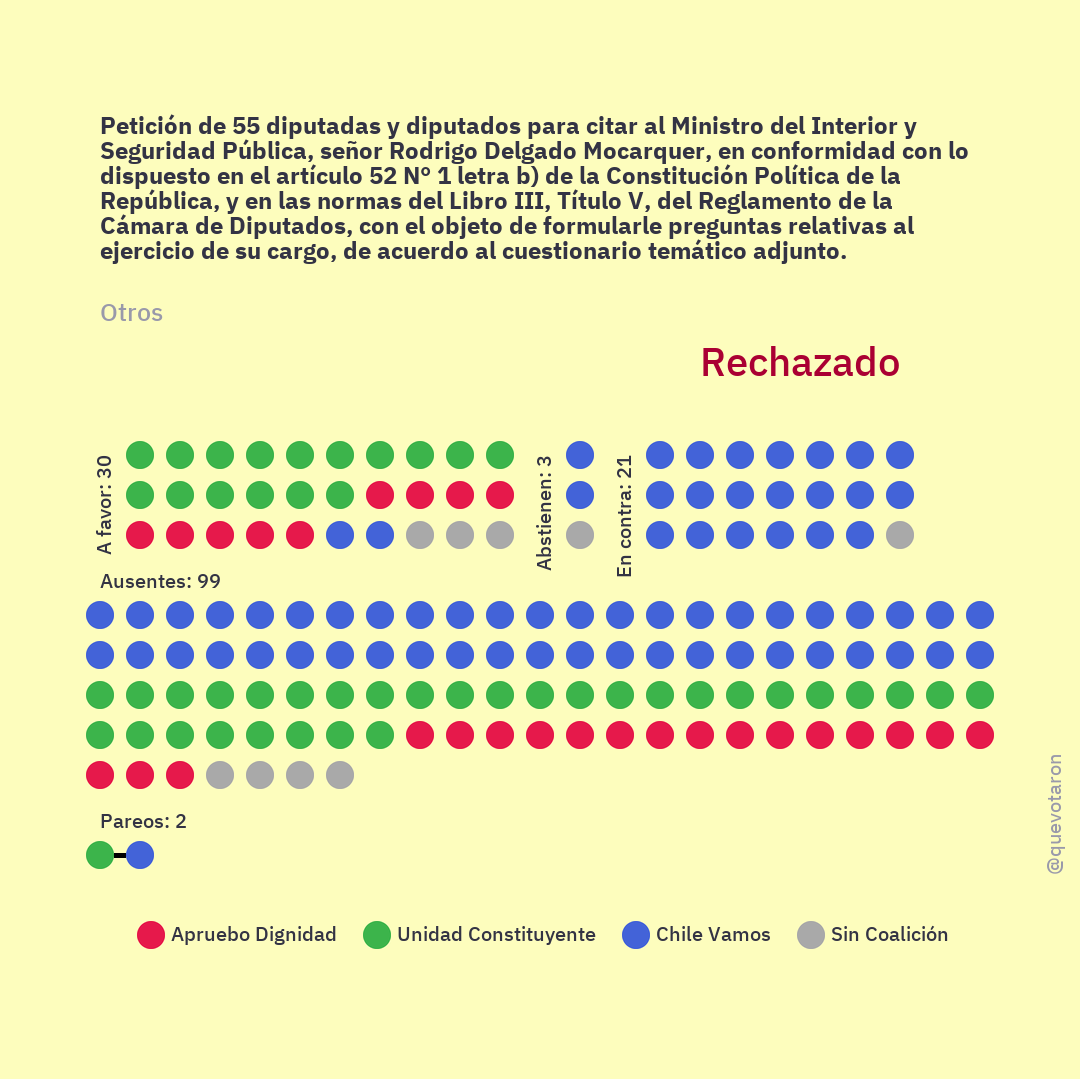 Petición de 55 diputadas y diputados para citar al Ministro del Interior y
Seguridad Pública, señor Rodrigo Delgado Mocarquer, en conformidad con lo
dispuesto en el artículo 52 N° 1 letra b) de la Constitución Política de la
República, y en las normas del Libro III, Título V, del Reglamento de la
Cámara de Diputados, con el objeto de formularle preguntas relativas al
ejercicio de su cargo, de acuerdo al cuestionario temático adjunto.
Otros
Rechazado
A favor: 30
Abstienen: 3
En contra: 21
Ausentes: 99
Pareos: 2
@quevotaron
Apruebo Dignidad
Unidad Constituyente
Chile Vamos
Sin Coalición